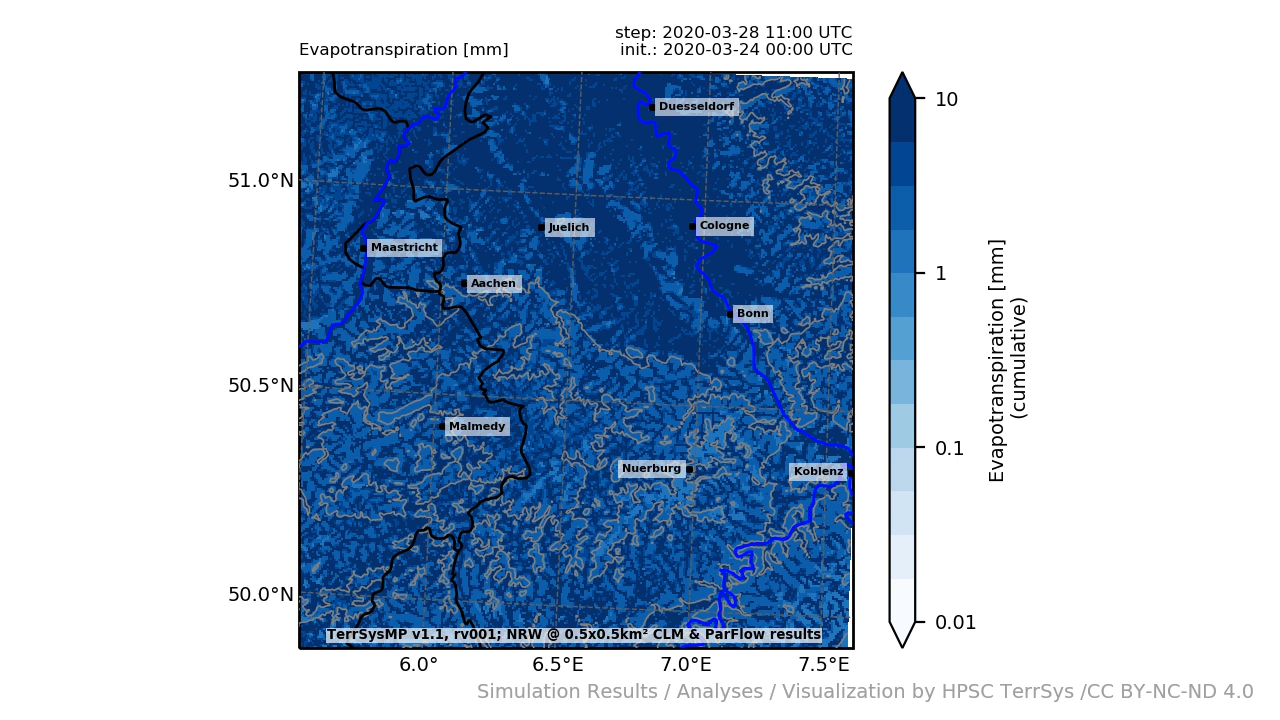 step: 2020-03-28 11:00 UTC
Evapotranspiration [mm]
init.: 2020-03-24 00:00 UTC
Duesseldorf
10
51.0°N
Juelich
Cologne
Maastricht
Aachen
1
Bonn
50.5°N
Malmedy
0.1
Nuerburg
Koblenz
Evapotranspiration [mm]
(cumulative)
50.0°N
0.01
TerrSysMP v1.1, rv001; NRW @ 0.5x0.5km² CLM & ParFlow results
6.0°
6.5°E
7.0°E
7.5°E
Simulation Results / Analyses / Visualization by HPSC TerrSys /CC BY-NC-ND 4.0